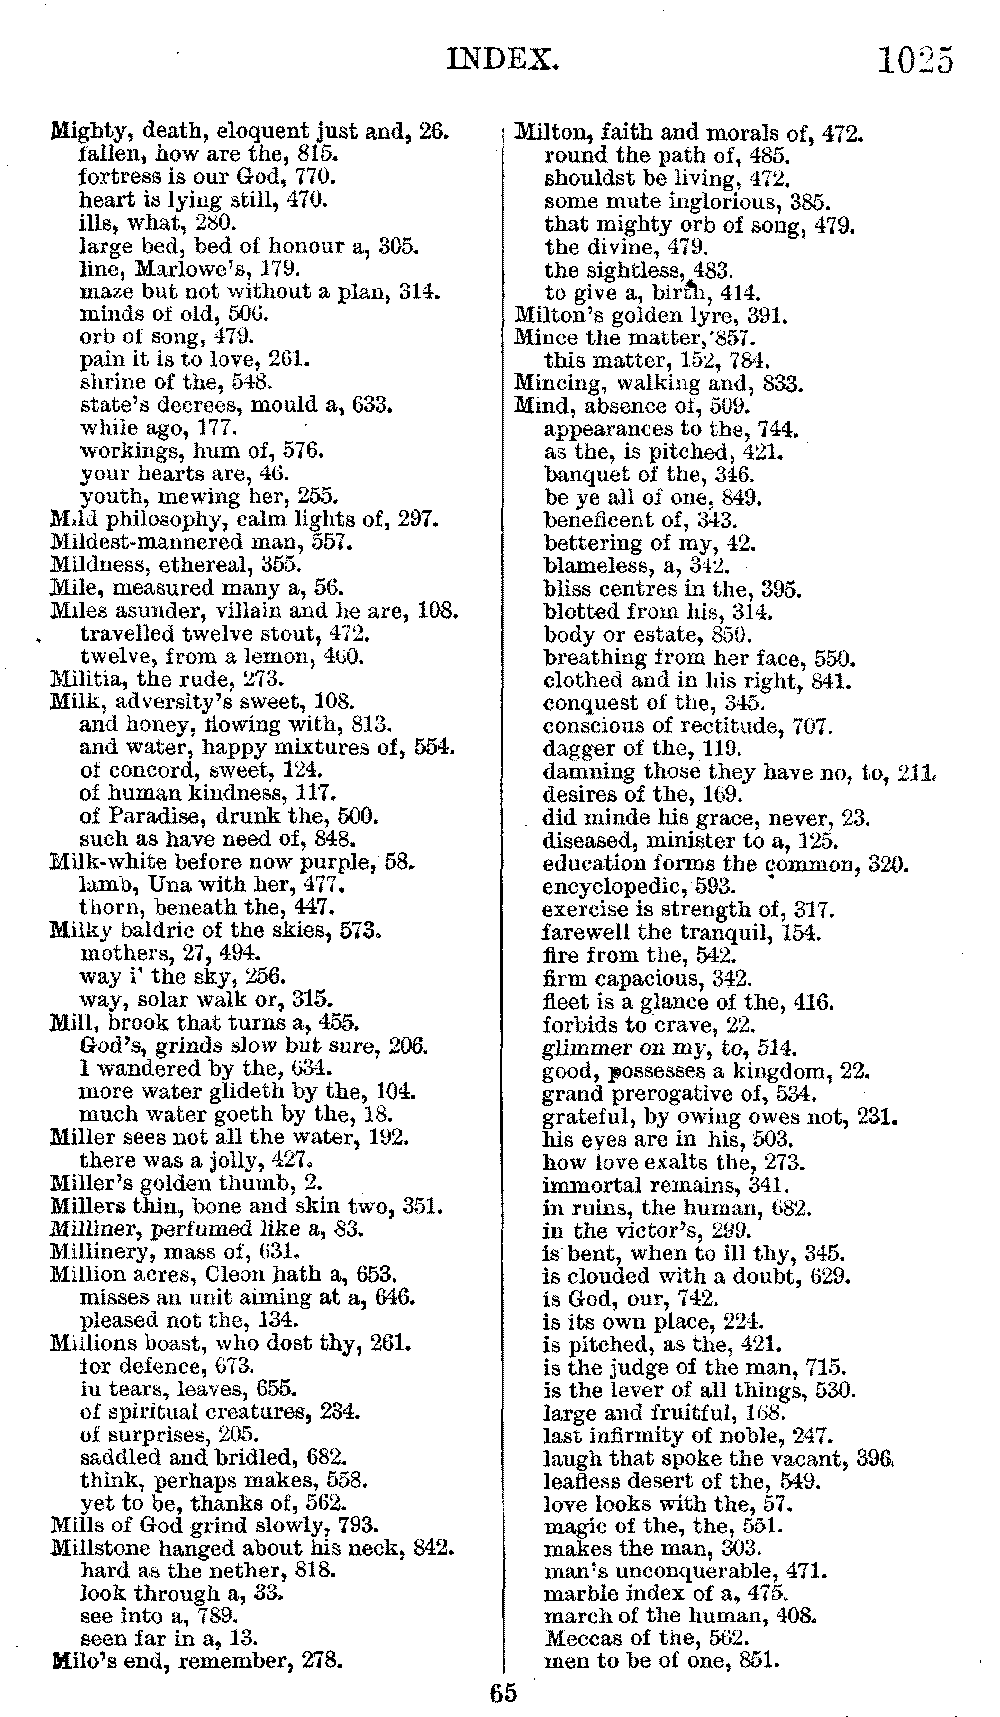 INDEX. 1025
Mighty, death, eloquent just and, 26.
fallen, how are the, 815.
fortress is our God, 770.
heart is lying still, 470.
ills, what, 280.
large bed, bed of honour a, 305.
line, Marlowe's, 179.
maze but not without a plan, 314.
minds of old, 506.
orb of song, 479.
pain it is to love, 261.
shrine of the, 548.
state's decrees, mould a, 633.
while ago, 177.
workings, hum of, 576.
your hearts are, 46.
youth, mewing her, 255.
Mild philosophy, calm lights of, 297.
Mildest-mannered man, 557.
Mildness, ethereal, 355.
Mile, measured many a, 56.
Miles asunder, villain and he are, 108.
travelled twelve stout, 472.
twelve, from a lemon, 460.
Militia, the rude, 273.
Milk, adversity's sweet, 108.
and honey, flowing with, 813.
and water, happy mixtures of, 554.
of concord, sweet, 124.
of human kindness, 117.
of Paradise, drunk the, 500.
such as have need of, 848.
Milk-white before now purple, 58.
lamb, Una with her, 477.
thorn, beneath the, 447.
Milky baldric of the skies, 573.
mothers, 27, 494.
way i' the sky, 256.
way, solar walk or, 315.
Mill, brook that turns a, 455.
God's, grinds slow but sure, 206.
I wandered by the, 634.
more water glideth by the, 104.
much water goeth by the, 18.
Miller sees not all the water, 192.
there was a jolly, 427.
Miller's golden thumb, 2.
Millers thin, bone and skin two, 351.
Milliner, perfumed like a, 83.
Millinery, mass of, 631.
Million acres, Cleon hath a, 653.
misses an unit aiming at a, 646.
pleased not the, 134.
Millions boast, who dost thy, 261.
for defence, 673.
in tears, leaves, 655.
of spiritual creatures, 234.
of surprises, 205.
saddled and bridled, 682.
think, perhaps makes, 558.
yet to be, thanks of, 562.
Mills of God grind slowly, 793.
Millstone hanged about his neck, 842.
hard as the nether, 818.
look through a, 33.
see into a, 789.
seen far in a, 13.
Milo's end, remember, 278.
Milton, faith and morals of, 472.
round the path of, 485.
shouldst be living, 472.
some mute inglorious, 385.
that mighty orb of song, 479.
the divine, 479.
the sightless, 483.
to give a, birth, 414.
Milton's golden lyre, 391.
Mince the matter, 857.
this matter, 152, 784.
Mincing, walking and, 833.
Mind, absence of, 509.
appearances to the, 744.
as the, is pitched, 421.
banquet of the, 346.
be ye all of one, 849.
beneficent of, 343.
bettering of my, 42.
blameless, a, 342.
bliss centres in the, 395.
blotted from his, 314.
body or estate, 850.
breathing from her face, 550.
clothed and in his right, 841.
conquest of the, 345.
conscious of rectitude, 707.
dagger of the, 119.
damning those they have no, to, 211.
desires of the, 169.
did minde his grace, never, 23.
diseased, minister to a, 125.
education forms the common, 320.
encyclopedic, 593.
exercise is strength of, 317.
farewell the tranquil, 154.
fire from the, 542.
firm capacious, 342.
fleet is a glance of the, 416.
forbids to crave, 22.
glimmer on my, to, 514.
good, possesses a kingdom, 22.
grand prerogative of, 534.
grateful, by owing owes not, 231.
his eyes are in his, 503.
how love exalts the, 273.
immortal remains, 341.
in ruins, the human, 682.
in the victor's, 299.
is bent, when to ill thy, 345.
is clouded with a doubt, 629.
is God, our, 742.
is its own place, 224.
is pitched, as the, 421.
is the judge of the man, 715.
is the lever of all things, 530.
large and fruitful, 168.
last infirmity of noble, 247.
laugh that spoke the vacant, 396.
leafless desert of the, 549.
love looks with the, 57.
magic of the, the, 551.
makes the man, 303.
man's unconquerable, 471.
marble index of a, 475.
march of the human, 408.
Meccas of the, 562.
men to be of one, 851.
65